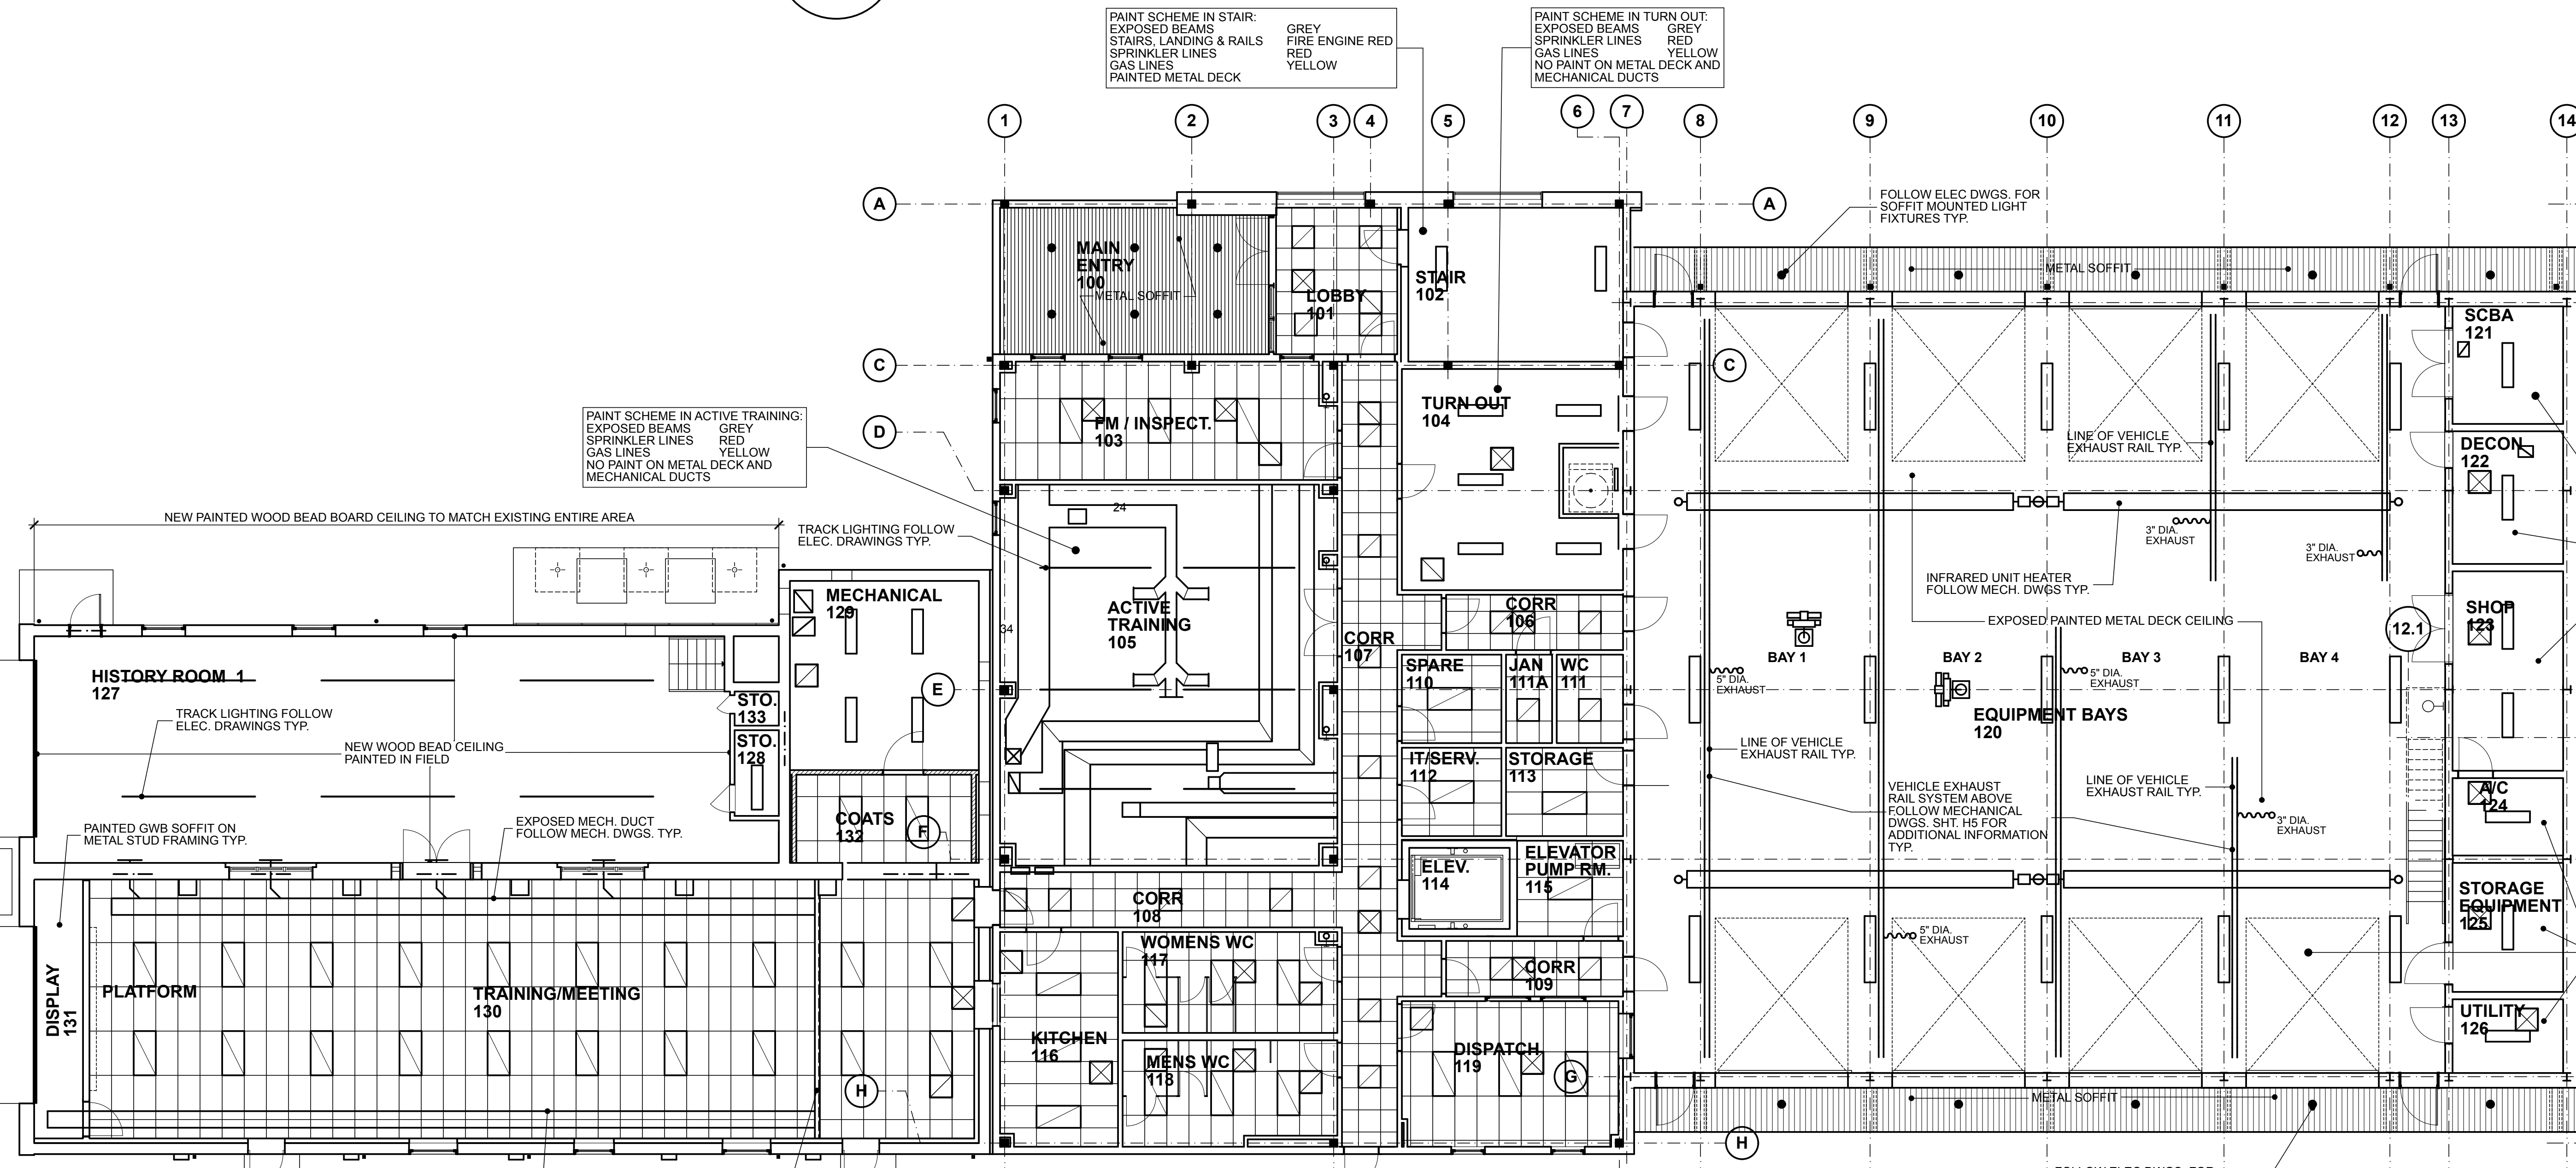 PAINT SCHEME IN STAIR:
EXPOSED BEAMS GREY
STAIRS, LANDING & RAILS FIRE ENGINE RED
SPRINKLER LINES RED
GAS LINES YELLOW
PAINTED METAL DECK
PAINT SCHEME IN TURN OUT:
EXPOSED BEAMS GREY
SPRINKLER LINES RED
GAS LINES YELLOW
NO PAINT ON METAL DECK AND
MECHANICAL DUCTS
1
2
3
4
5
6
7
8
9
10
11
12
13
14
A
A
FOLLOW ELEC DWGS. FOR
SOFFIT MOUNTED LIGHT
FIXTURES TYP.
MAIN
ENTRY
100
METAL SOFFIT
LOBBY
101
STAIR
102
METAL SOFFIT
SCBA
121
C
C
PAINT SCHEME IN ACTIVE TRAINING:
EXPOSED BEAMS GREY
SPRINKLER LINES RED
GAS LINES YELLOW
NO PAINT ON METAL DECK AND
MECHANICAL DUCTS
D
FM / INSPECT.
103
TURN OUT
104
LINE OF VEHICLE
EXHAUST RAIL TYP.
DECON
122
NEW PAINTED WOOD BEAD BOARD CEILING TO MATCH EXISTING ENTIRE AREA
TRACK LIGHTING FOLLOW
ELEC. DRAWINGS TYP.
24
34
3" DIA.
EXHAUST
3" DIA.
EXHAUST
INFRARED UNIT HEATER
FOLLOW MECH. DWGS TYP.
MECHANICAL
129
ACTIVE
TRAINING
105
CORR
106
CORR
107
EXPOSED PAINTED METAL DECK CEILING
12.1
SHOP
123
HISTORY ROOM 1
127
STO.
133
STO.
128
E
SPARE
110
JAN
111A
WC
111
BAY 1
BAY 2
BAY 3
BAY 4
5" DIA.
EXHAUST
5" DIA.
EXHAUST
EQUIPMENT BAYS
120
TRACK LIGHTING FOLLOW
ELEC. DRAWINGS TYP.
NEW WOOD BEAD CEILING
PAINTED IN FIELD
IT/SERV.
112
STORAGE
113
LINE OF VEHICLE
EXHAUST RAIL TYP.
VEHICLE EXHAUST
RAIL SYSTEM ABOVE
FOLLOW MECHANICAL
DWGS. SHT. H5 FOR
ADDITIONAL INFORMATION
TYP.
LINE OF VEHICLE
EXHAUST RAIL TYP.
3" DIA.
EXHAUST
A/C
124
PAINTED GWB SOFFIT ON
METAL STUD FRAMING TYP.
EXPOSED MECH. DUCT
FOLLOW MECH. DWGS. TYP.
COATS
132
F
ELEV.
114
ELEVATOR
PUMP RM.
115
STORAGE
EQUIPMENT
125
CORR
108
WOMENS WC
117
CORR
109
5" DIA.
EXHAUST
DISPLAY
131
PLATFORM
TRAINING/MEETING
130
KITCHEN
116
MENS WC
118
DISPATCH
119
G
UTILITY
126
H
H
METAL SOFFIT